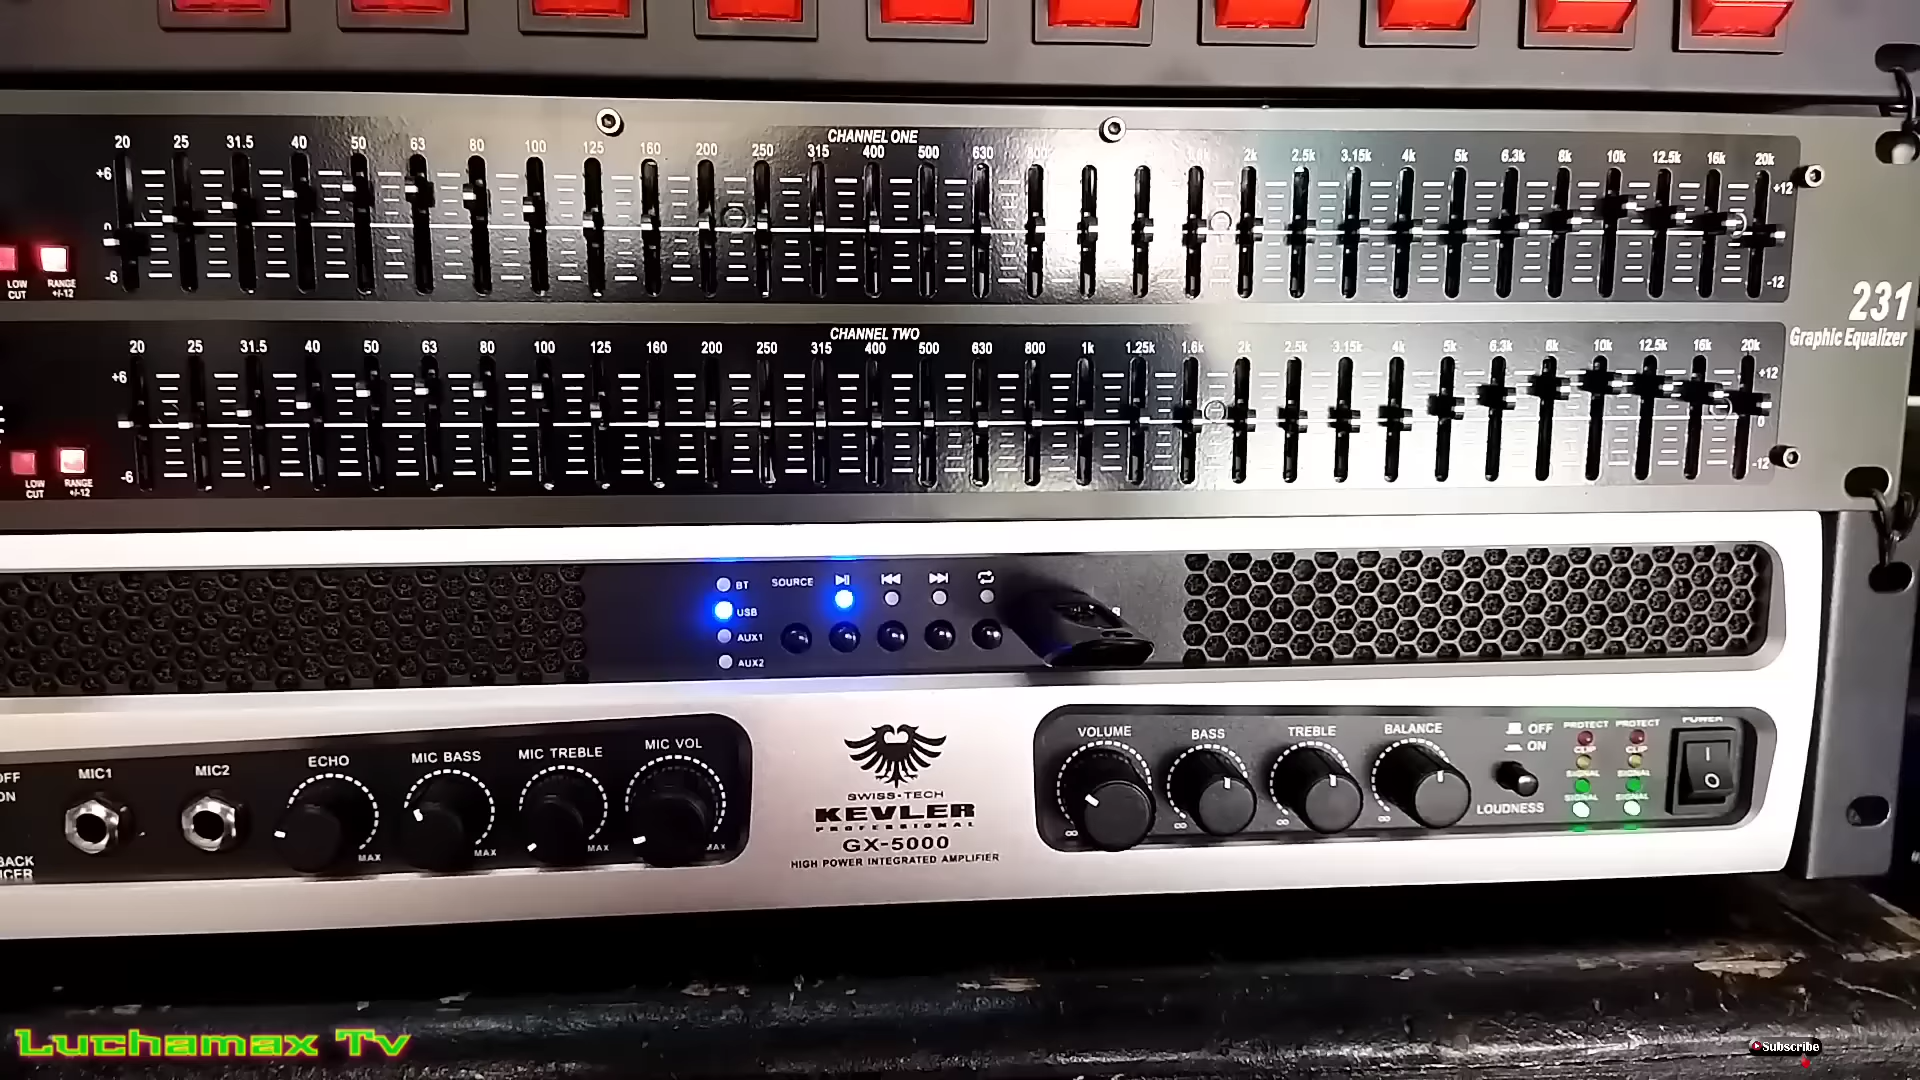 CHANNEL ONE
20 25 31.5 40 50 63 80 100 125 160 200 250 315 400 500 630 800 2k 2.5k 3.15k 4k 5k 6.3k 8k 10k 12.5k 16k 20k
+6 +12
0
-6 -12
LOW CUT
RANGE +/-12
231
Graphic Equalizer
CHANNEL TWO
20 25 31.5 40 50 63 80 100 125 160 200 250 315 400 500 630 800 1k 1.25k 1.6k 2k 2.5k 3.15k 4k 5k 6.3k 8k 10k 12.5k 16k 20k
+6 +12
0
-6 -12
LOW CUT
RANGE +/-12
BT SOURCE
USB
AUX1
AUX2
OFF
ON
MIC1
MIC2
ECHO
MAX
MIC BASS
MAX
MIC TREBLE
MAX
MIC VOL
MAX
SWISS-TECH
KEVLER
PROFESSIONAL
GX-5000
HIGH POWER INTEGRATED AMPLIFIER
VOLUME
∞
BASS
∞
TREBLE
∞
BALANCE
∞
OFF
ON
LOUDNESS
PROTECT PROTECT
CLIP CLIP
SIGNAL SIGNAL
SIGNAL SIGNAL
POWER
I
O
Luchamax Tv
Subscribe